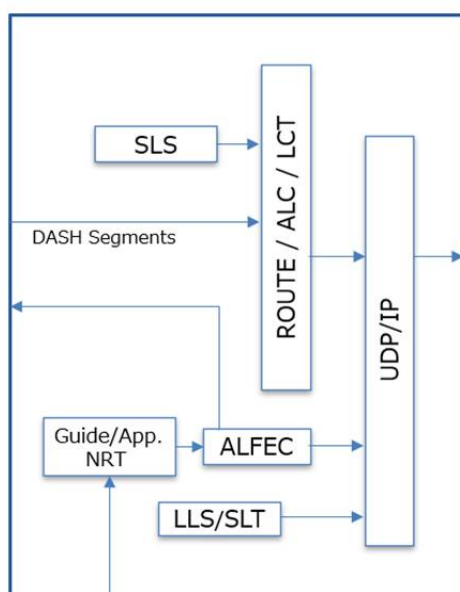 SLS
DASH Segments
ROUTE / ALC / LCT
UDP/IP
Guide/App.
NRT
ALFEC
LLS/SLT